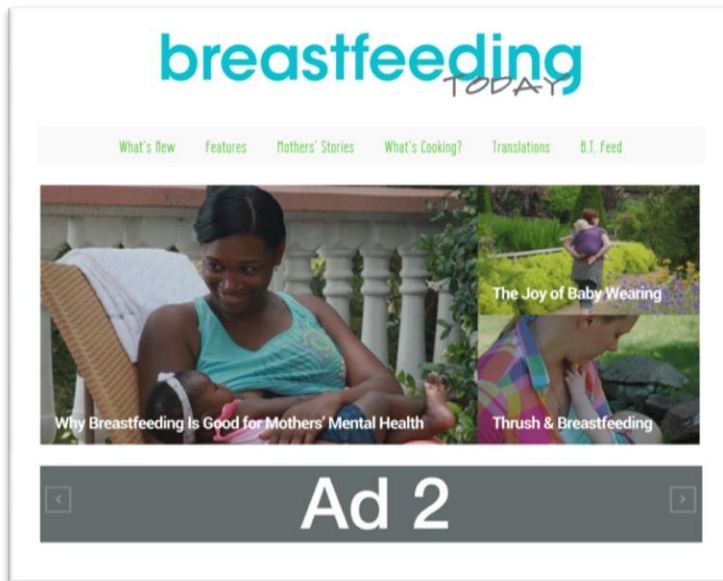 breastfeeding
TODAY
What's New Features Mothers' Stories What's Cooking? Translations B.T. Feed
The Joy of Baby Wearing
Why Breastfeeding Is Good for Mothers' Mental Health
Thrush & Breastfeeding
Ad 2